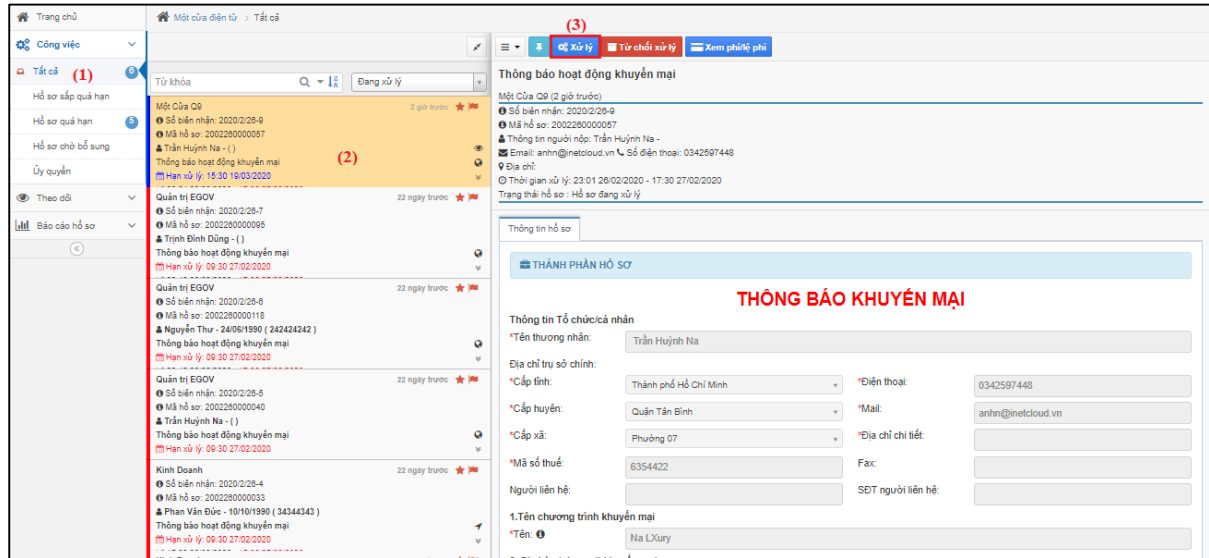 Trang chủ
Công việc
Tất cả (1) 6
Hồ sơ sắp quá hạn
Hồ sơ quá hạn 5
Hồ sơ chờ bổ sung
Ủy quyền
Theo dõi
Báo cáo hồ sơ
Một cửa điện tử > Tất cả
Từ khóa
Đang xử lý
Một Cửa Q9 2 giờ trước
Số biên nhận: 2020/2/26-9
Mã hồ sơ: 2002260000057
Trần Huỳnh Na - ( )
(2)
Thông báo hoạt động khuyến mại
Hạn xử lý: 15:30 19/03/2020
Quản trị EGOV 22 ngày trước
Số biên nhận: 2020/2/26-7
Mã hồ sơ: 2002260000095
Trịnh Đình Dũng - ( )
Thông báo hoạt động khuyến mại
Hạn xử lý: 09:30 27/02/2020
Quản trị EGOV 22 ngày trước
Số biên nhận: 2020/2/26-6
Mã hồ sơ: 2002260000118
Nguyễn Thư - 24/06/1990 ( 242424242 )
Thông báo hoạt động khuyến mại
Hạn xử lý: 09:30 27/02/2020
Quản trị EGOV 22 ngày trước
Số biên nhận: 2020/2/26-5
Mã hồ sơ: 2002260000040
Trần Huỳnh Na - ( )
Thông báo hoạt động khuyến mại
Hạn xử lý: 09:30 27/02/2020
Kinh Doanh 22 ngày trước
Số biên nhận: 2020/2/26-4
Mã hồ sơ: 2002260000033
Phan Văn Đức - 10/10/1990 ( 34344343 )
Thông báo hoạt động khuyến mại
Hạn xử lý: 09:30 27/02/2020
(3)
Xử lý Từ chối xử lý Xem phí/lệ phí
Thông báo hoạt động khuyến mại
Một Cửa Q9 (2 giờ trước)
Số biên nhận: 2020/2/26-9
Mã hồ sơ: 2002260000057
Thông tin người nộp: Trần Huỳnh Na -
Email: anhn@inetcloud.vn Số điện thoại: 0342597448
Địa chỉ:
Thời gian xử lý: 23:01 26/02/2020 - 17:30 27/02/2020
Trạng thái hồ sơ : Hồ sơ đang xử lý
Thông tin hồ sơ
THÀNH PHẦN HỒ SƠ
THÔNG BÁO KHUYẾN MẠI
Thông tin Tổ chức/cá nhân
*Tên thương nhân: Trần Huỳnh Na
Địa chỉ trụ sở chính:
*Cấp tỉnh: Thành phố Hồ Chí Minh *Điện thoại: 0342597448
*Cấp huyện: Quận Tân Bình *Mail: anhn@inetcloud.vn
*Cấp xã: Phường 07 *Địa chỉ chi tiết:
*Mã số thuế: 6354422 Fax:
Người liên hệ: SĐT người liên hệ:
1.Tên chương trình khuyến mại
*Tên: Na LXury